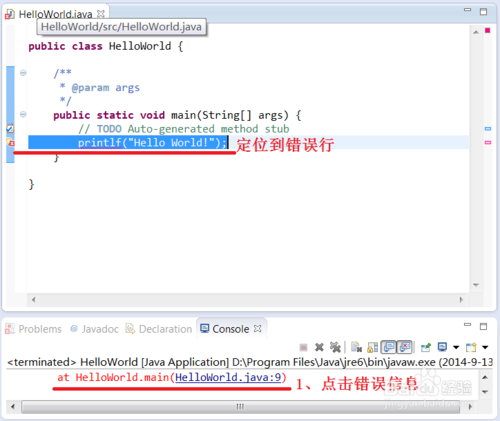 HelloWorld.java
HelloWorld/src/HelloWorld.java
public class HelloWorld {
/**
* @param args
*/
public static void main(String[] args) {
// TODO Auto-generated method stub
printlf("Hello World!"); 定位到错误行
}
}
Problems @ Javadoc Declaration Console
<terminated> HelloWorld [Java Application] D:\Program Files\Java\jre6\bin\javaw.exe (2014-9-13
at HelloWorld.main(HelloWorld.java:9) 1、点击错误信息